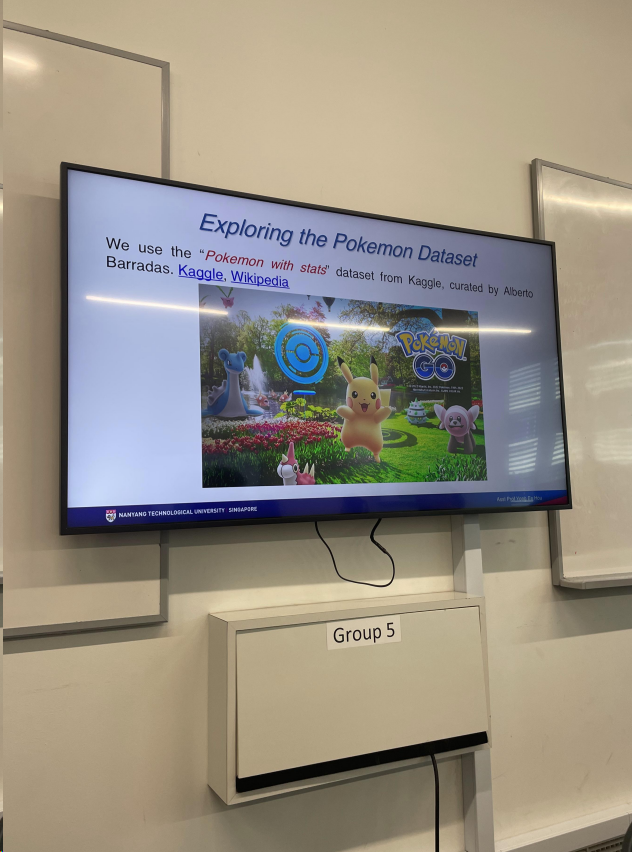 Exploring the Pokemon Dataset
We use the “Pokemon with stats” dataset from Kaggle, curated by Alberto
Barradas. Kaggle, Wikipedia
POKÉMON
GO
NANYANG TECHNOLOGICAL UNIVERSITY SINGAPORE
Group 5